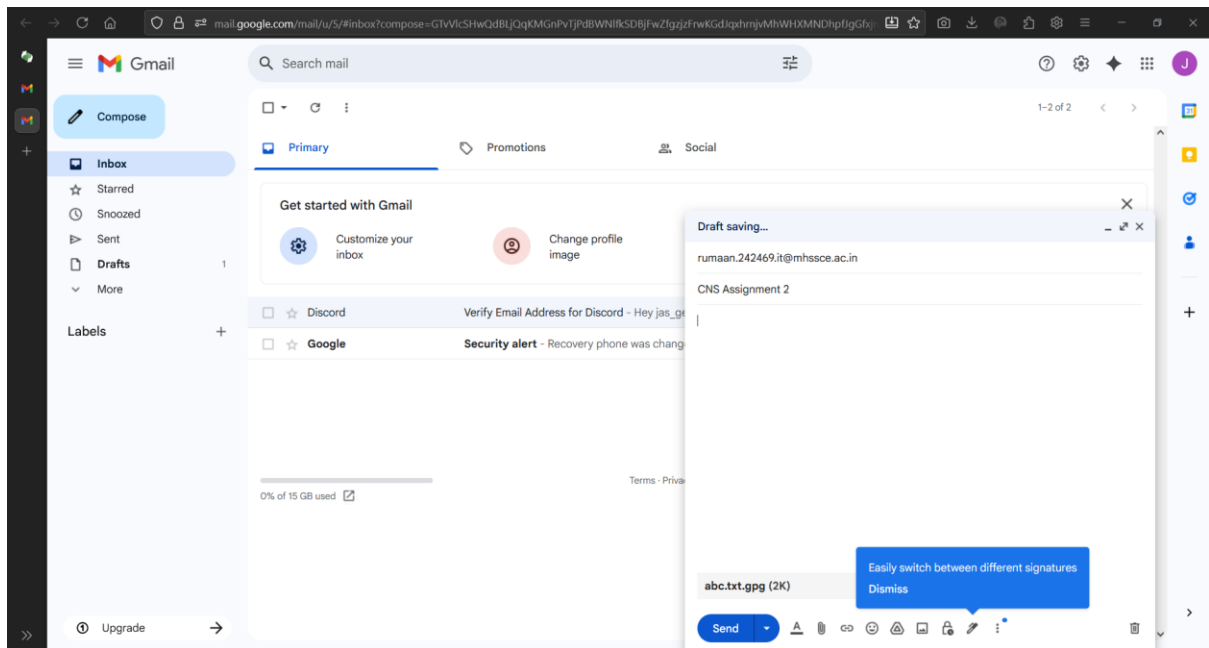 mail.google.com/mail/u/5/#inbox?compose=
Gmail
Search mail
J
Compose
1–2 of 2
Inbox
Starred
Snoozed
Sent
Drafts 1
More
Labels
Primary
Promotions
Social
Get started with Gmail
Customize your
inbox
Change profile
image
Discord Verify Email Address for Discord - Hey
Google Security alert - Recovery phone was
Terms
0% of 15 GB used
Upgrade
Draft saving...
rumaan.242469.it@mhssce.ac.in
CNS Assignment 2
Easily switch between different signatures
Dismiss
abc.txt.gpg (2K)
Send
31